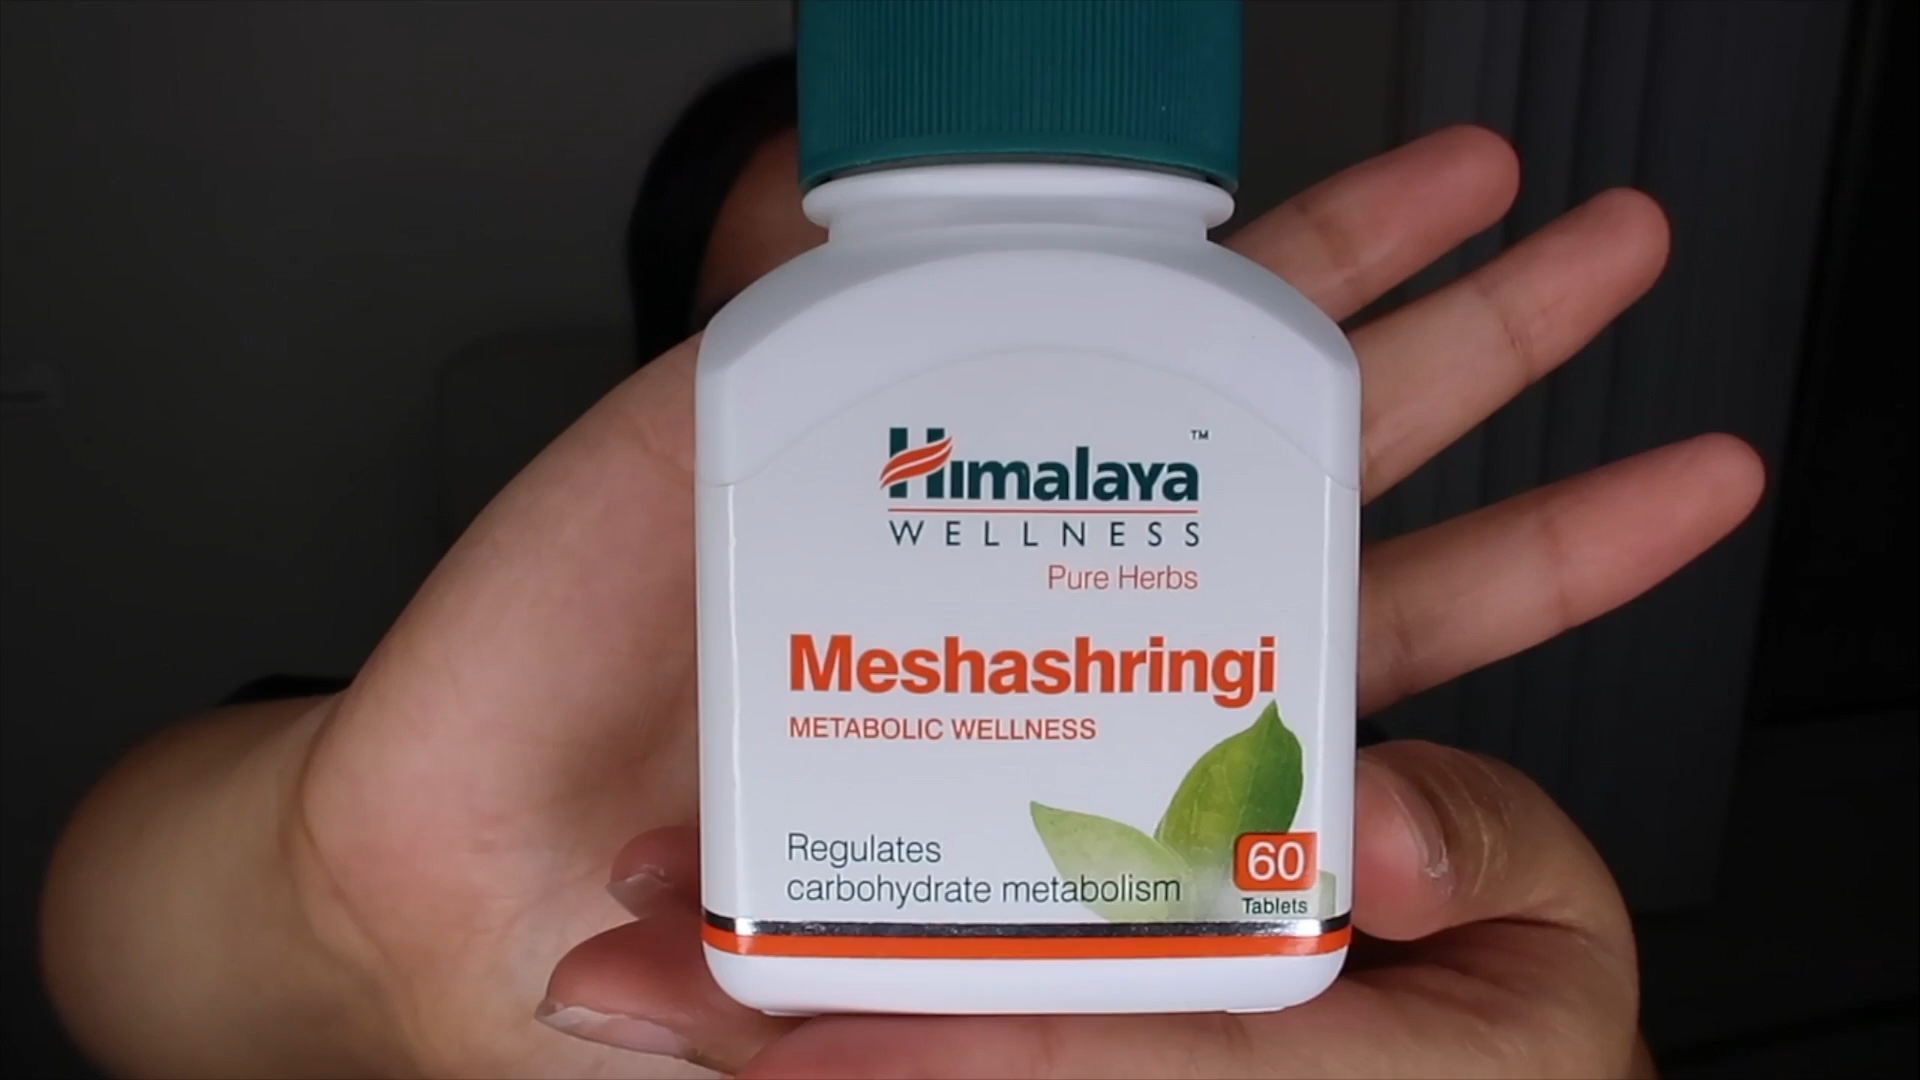 Himalaya™
WELLNESS
Pure Herbs
Meshashringi
METABOLIC WELLNESS
Regulates
carbohydrate metabolism
60
Tablets